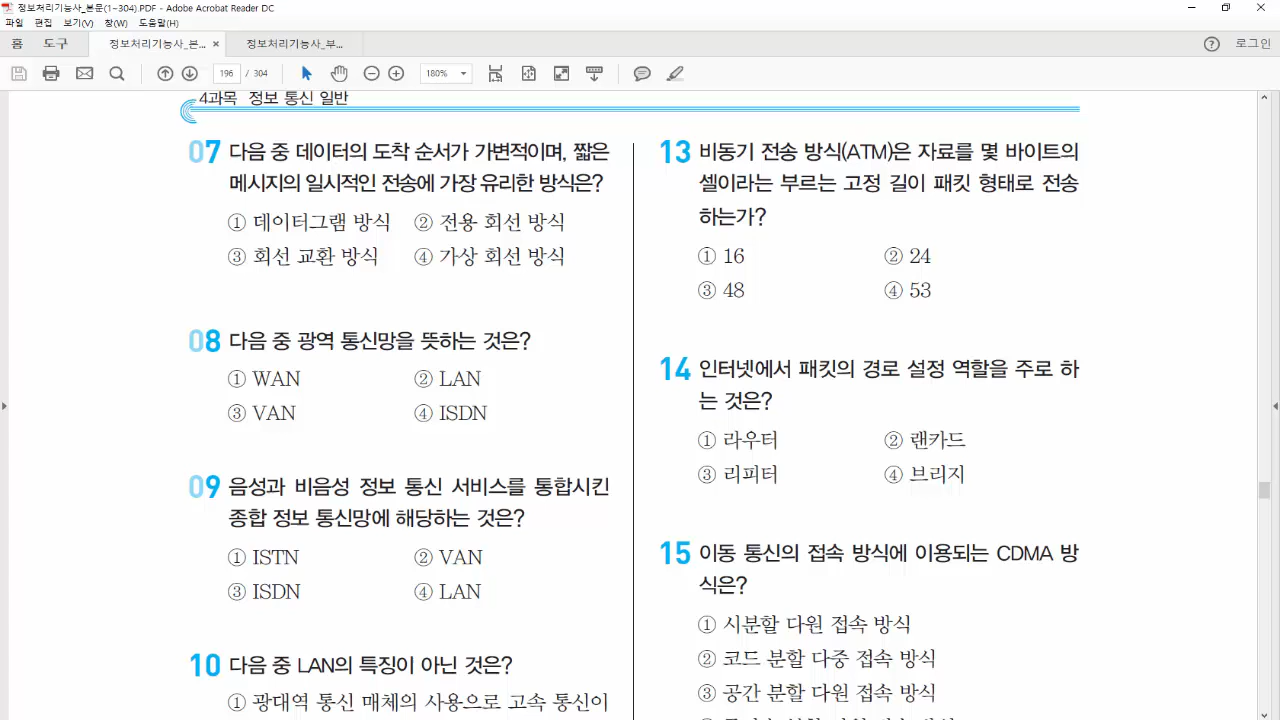 정보처리기능사_본문(1~304).PDF - Adobe Acrobat Reader DC
파일 편집 보기(V) 창(W) 도움말(H)
홈 도구 정보처리기능사_본... × 정보처리기능사_부... 로그인
196 / 304 180%
4과목 정보 통신 일반
07 다음 중 데이터의 도착 순서가 가변적이며, 짧은
메시지의 일시적인 전송에 가장 유리한 방식은?
① 데이터그램 방식 ② 전용 회선 방식
③ 회선 교환 방식 ④ 가상 회선 방식
08 다음 중 광역 통신망을 뜻하는 것은?
① WAN ② LAN
③ VAN ④ ISDN
09 음성과 비음성 정보 통신 서비스를 통합시킨
종합 정보 통신망에 해당하는 것은?
① ISTN ② VAN
③ ISDN ④ LAN
10 다음 중 LAN의 특징이 아닌 것은?
① 광대역 통신 매체의 사용으로 고속 통신이
13 비동기 전송 방식(ATM)은 자료를 몇 바이트의
셀이라는 부르는 고정 길이 패킷 형태로 전송
하는가?
① 16 ② 24
③ 48 ④ 53
14 인터넷에서 패킷의 경로 설정 역할을 주로 하
는 것은?
① 라우터 ② 랜카드
③ 리피터 ④ 브리지
15 이동 통신의 접속 방식에 이용되는 CDMA 방
식은?
① 시분할 다원 접속 방식
② 코드 분할 다중 접속 방식
③ 공간 분할 다원 접속 방식